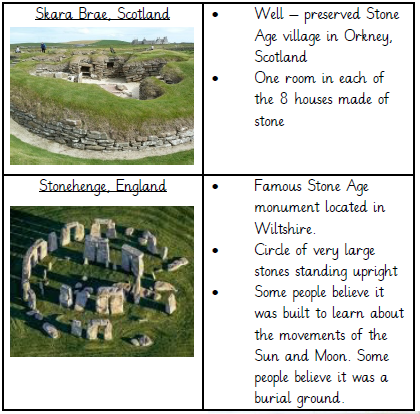 Skara Brae, Scotland
• Well – preserved Stone
Age village in Orkney,
Scotland
• One room in each of
the 8 houses made of
stone
Stonehenge, England
• Famous Stone Age
monument located in
Wiltshire.
• Circle of very large
stones standing upright
• Some people believe it
was built to learn about
the movements of the
Sun and Moon. Some
people believe it was a
burial ground.